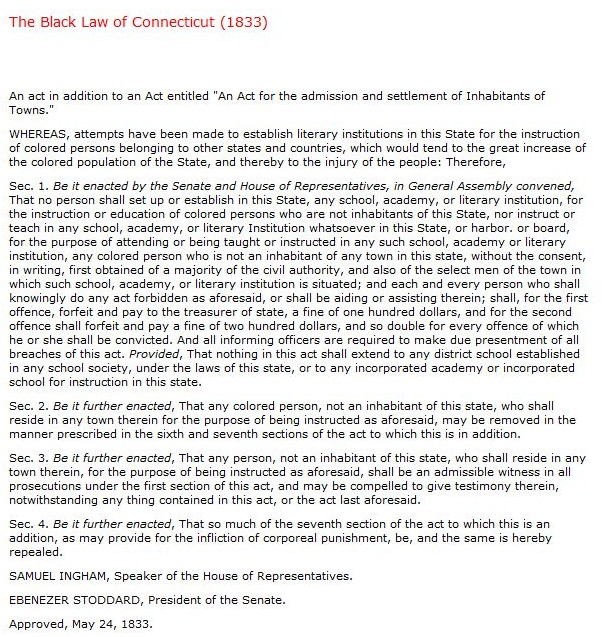 The Black Law of Connecticut (1833)
An act in addition to an Act entitled "An Act for the admission and settlement of Inhabitants of
Towns."
WHEREAS, attempts have been made to establish literary institutions in this State for the instruction
of colored persons belonging to other states and countries, which would tend to the great increase of
the colored population of the State, and thereby to the injury of the people: Therefore,
Sec. 1. Be it enacted by the Senate and House of Representatives, in General Assembly convened,
That no person shall set up or establish in this State, any school, academy, or literary institution, for
the instruction or education of colored persons who are not inhabitants of this State, nor instruct or
teach in any school, academy, or literary Institution whatsoever in this State, or harbor. or board,
for the purpose of attending or being taught or instructed in any such school, academy or literary
institution, any colored person who is not an inhabitant of any town in this state, without the consent,
in writing, first obtained of a majority of the civil authority, and also of the select men of the town in
which such school, academy, or literary institution is situated; and each and every person who shall
knowingly do any act forbidden as aforesaid, or shall be aiding or assisting therein; shall, for the first
offence, forfeit and pay to the treasurer of state, a fine of one hundred dollars, and for the second
offence shall forfeit and pay a fine of two hundred dollars, and so double for every offence of which
he or she shall be convicted. And all informing officers are required to make due presentment of all
breaches of this act. Provided, That nothing in this act shall extend to any district school established
in any school society, under the laws of this state, or to any incorporated academy or incorporated
school for instruction in this state.
Sec. 2. Be it further enacted, That any colored person, not an inhabitant of this state, who shall
reside in any town therein for the purpose of being instructed as aforesaid, may be removed in the
manner prescribed in the sixth and seventh sections of the act to which this is in addition.
Sec. 3. Be it further enacted, That any person, not an inhabitant of this state, who shall reside in any
town therein, for the purpose of being instructed as aforesaid, shall be an admissible witness in all
prosecutions under the first section of this act, and may be compelled to give testimony therein,
notwithstanding any thing contained in this act, or the act last aforesaid.
Sec. 4. Be it further enacted, That so much of the seventh section of the act to which this is an
addition, as may provide for the infliction of corporeal punishment, be, and the same is hereby
repealed.
SAMUEL INGHAM, Speaker of the House of Representatives.
EBENEZER STODDARD, President of the Senate.
Approved, May 24, 1833.